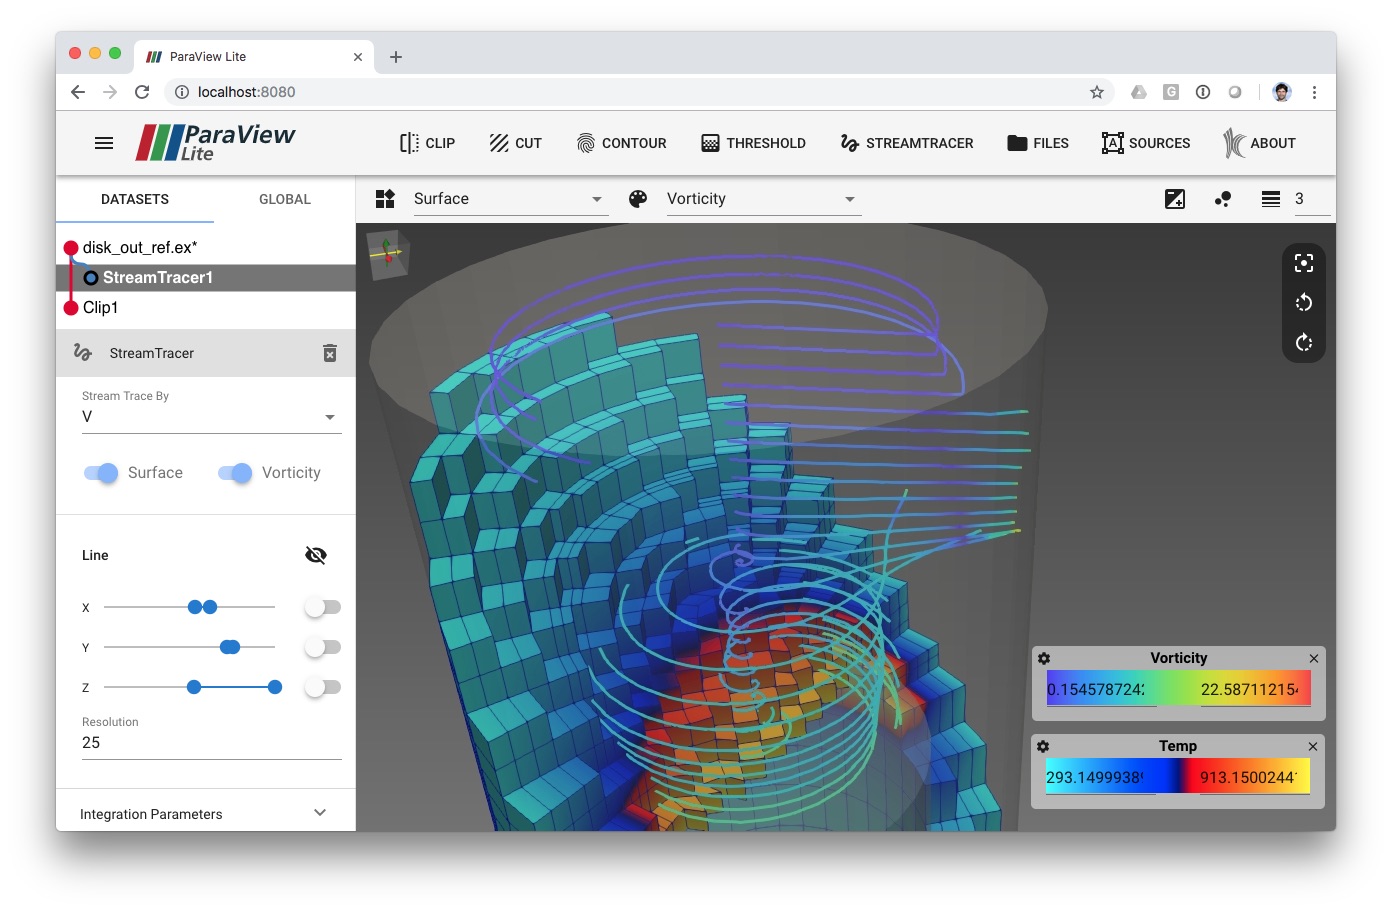 ParaView Lite
localhost:8080
ParaView
Lite
CLIP
CUT
CONTOUR
THRESHOLD
STREAMTRACER
FILES
SOURCES
ABOUT
DATASETS
GLOBAL
Surface
Vorticity
3
disk_out_ref.ex*
StreamTracer1
Clip1
StreamTracer
Stream Trace By
V
Surface
Vorticity
Line
X
Y
Z
Resolution
25
Integration Parameters
Vorticity
0.154578724
22.58711215
Temp
293.1499938
913.15002441